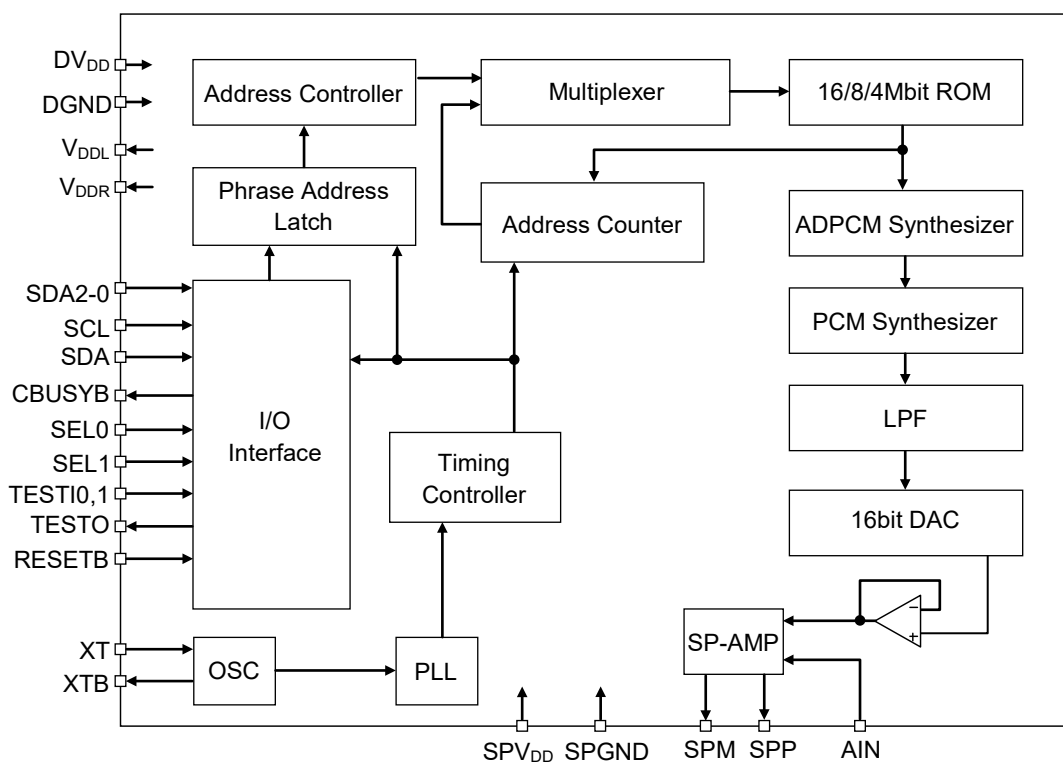 DVDD
DGND
VDDL
VDDR
SDA2-0
SCL
SDA
CBUSYB
SEL0
SEL1
TESTI0,1
TESTO
RESETB
XT
XTB
Address Controller
Phrase Address
Latch
I/O
Interface
OSC
PLL
Timing
Controller
Multiplexer
Address Counter
16/8/4Mbit ROM
ADPCM Synthesizer
PCM Synthesizer
LPF
16bit DAC
−
+
SP-AMP
SPVDD
SPGND
SPM
SPP
AIN